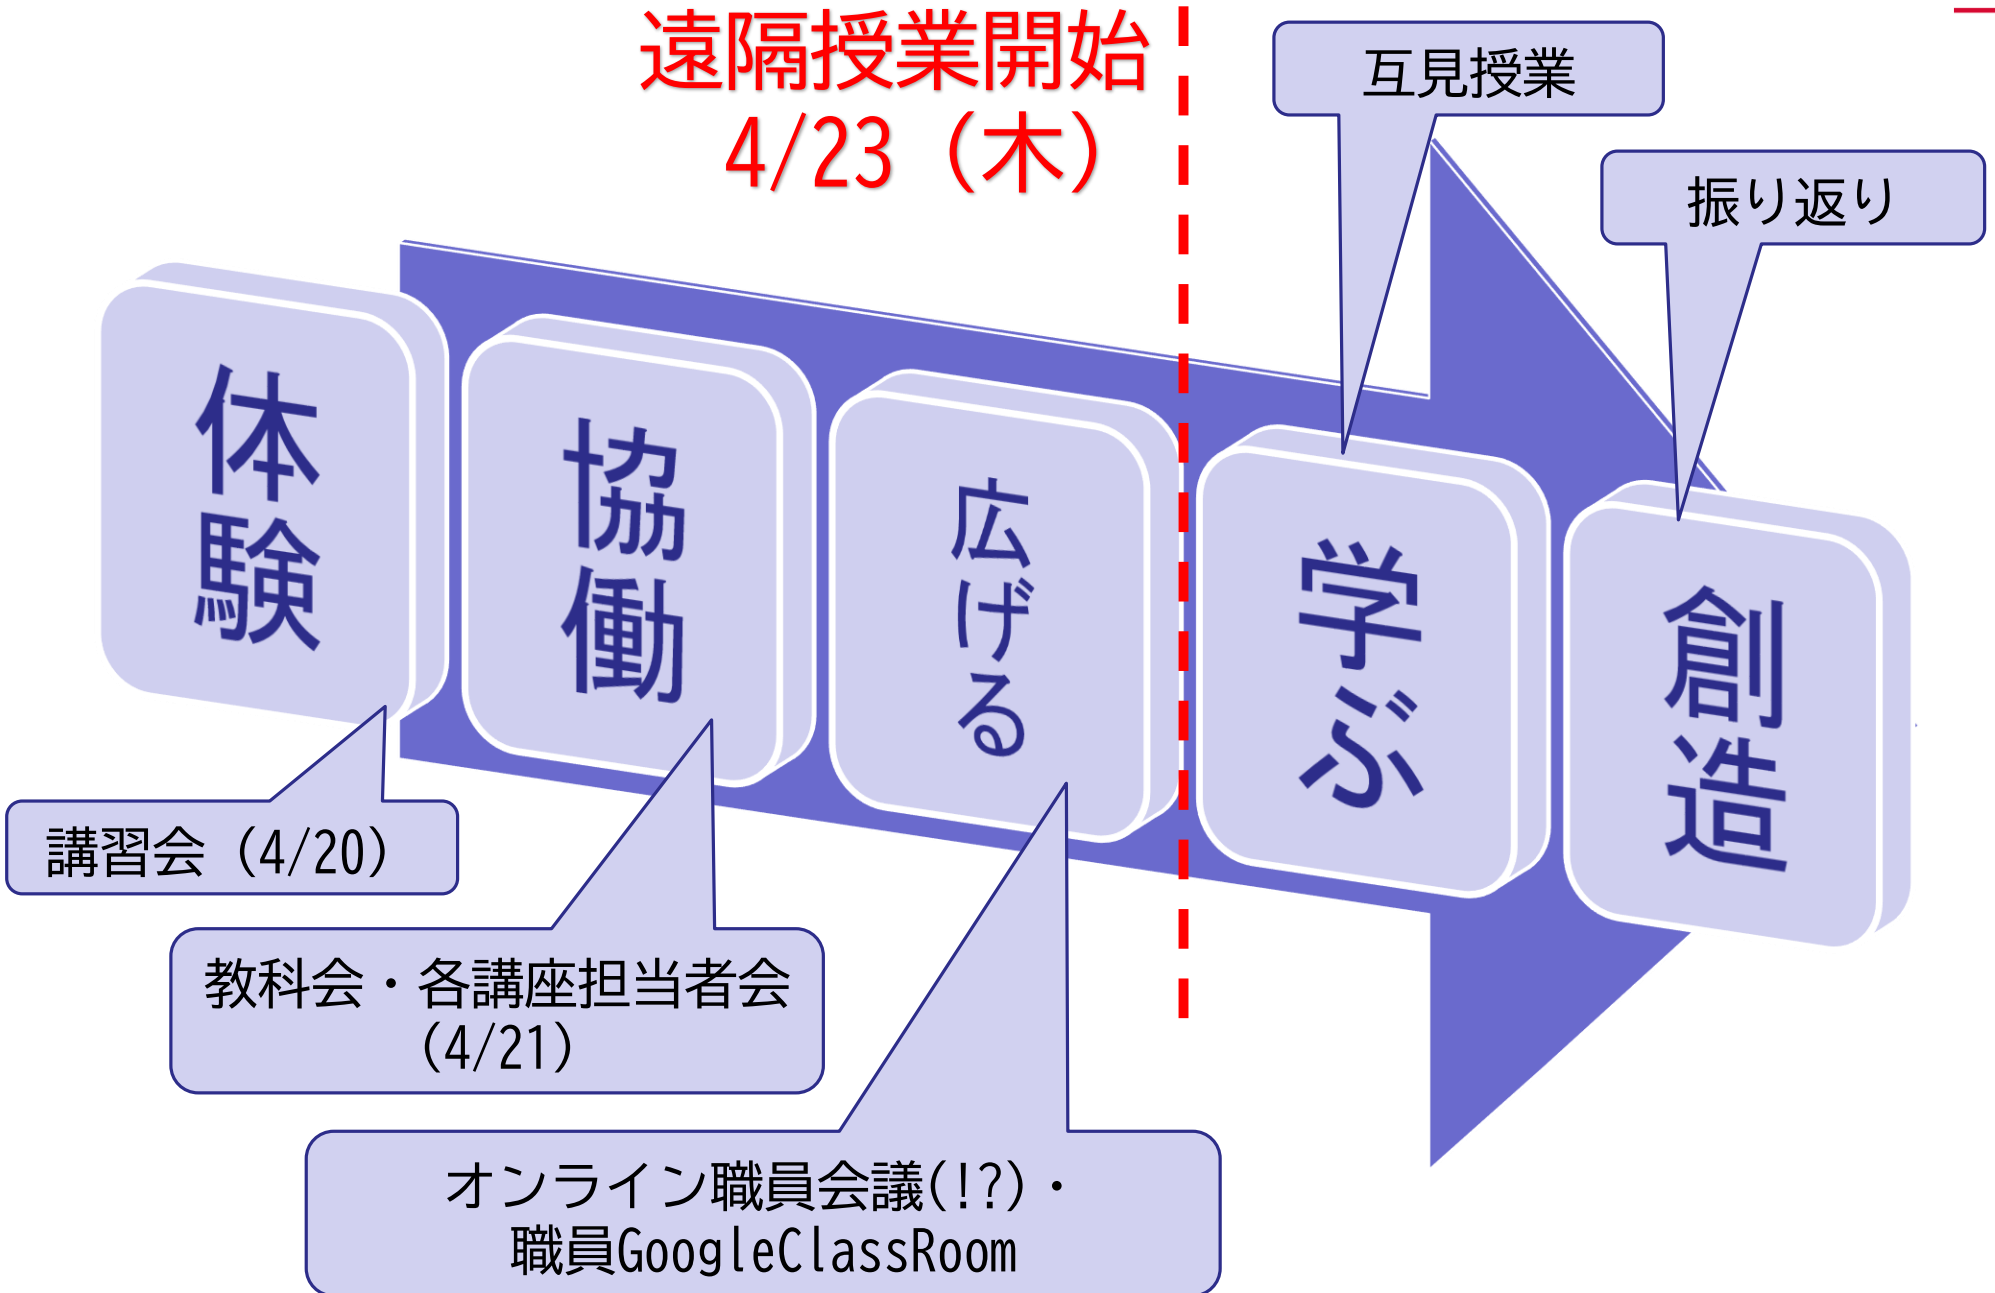 遠隔授業開始
4/23（木）
互見授業
振り返り
体験
協働
広げる
学ぶ
創造
講習会（4/20）
教科会・各講座担当者会
（4/21）
オンライン職員会議(!?)・
職員GoogleClassRoom